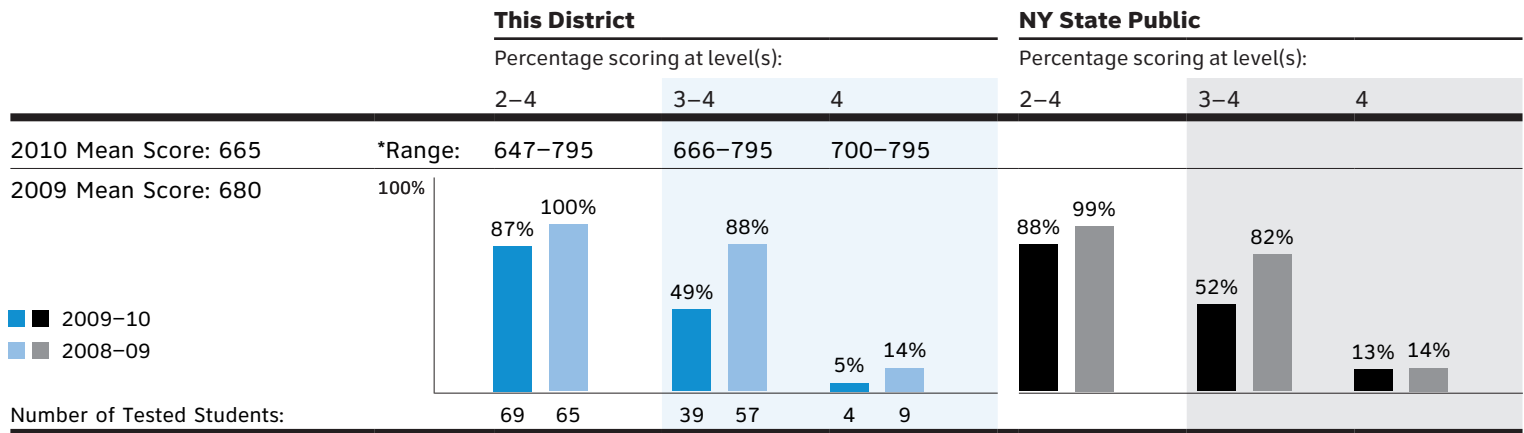 This District NY State Public
Percentage scoring at level(s): Percentage scoring at level(s):
2–4 3–4 4 2–4 3–4 4
2010 Mean Score: 665 *Range: 647–795 666–795 700–795
2009 Mean Score: 680 100%
87% 100% 49% 88% 5% 14% 88% 99% 52% 82% 13% 14%
2009–10
2008–09
Number of Tested Students: 69 65 39 57 4 9